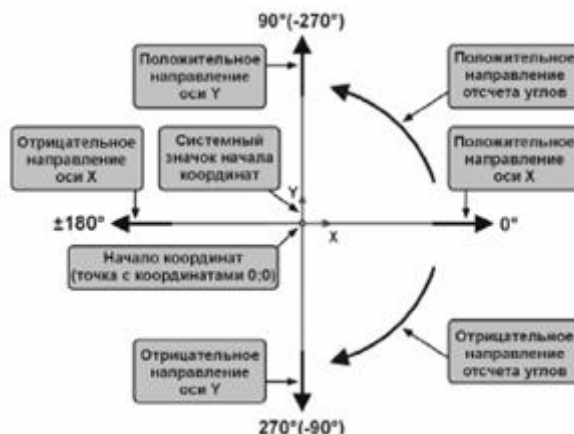 90°(-270°)
Положительное
направление
оси Y
Положительное
направление
отсчета углов
Отрицательное
направление
оси X
Системный
значок начала
координат
Положительное
направление
оси X
Y
±180°
X
0°
Начало координат
(точка с координатами 0;0)
Отрицательное
направление
оси Y
Отрицательное
направление
отсчета углов
270°(-90°)